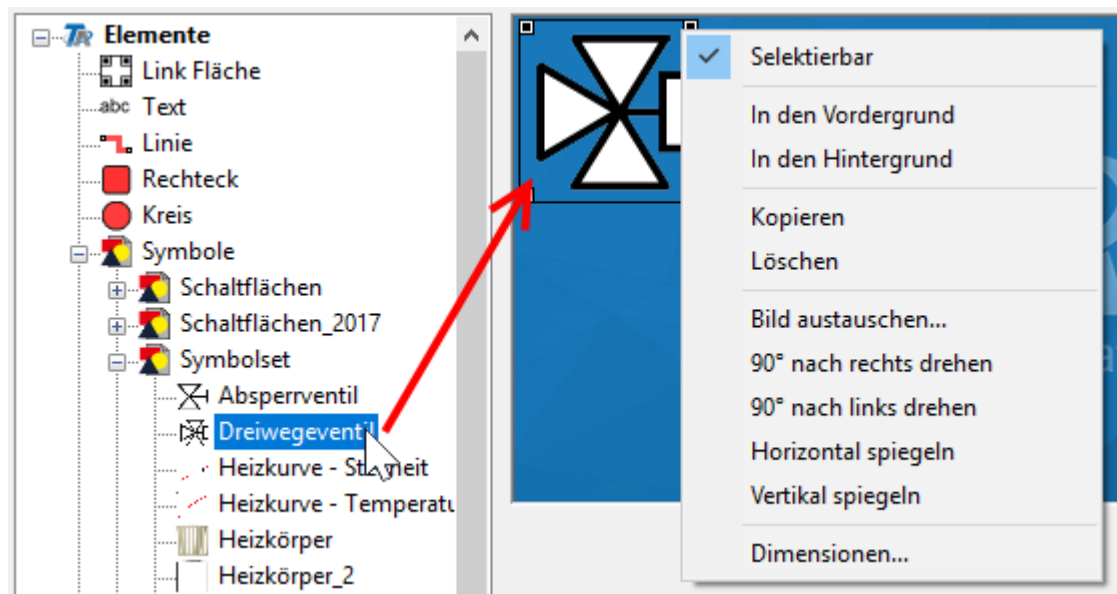 Elemente
Link Fläche
abc Text
Linie
Rechteck
Kreis
Symbole
Schaltflächen
Schaltflächen_2017
Symbolset
Absperrventil
Dreiwegeventil
Heizkurve -
Heizkurve - Temperatu
Heizkörper
Heizkörper_2
Selektierbar
In den Vordergrund
In den Hintergrund
Kopieren
Löschen
Bild austauschen...
90° nach rechts drehen
90° nach links drehen
Horizontal spiegeln
Vertikal spiegeln
Dimensionen...